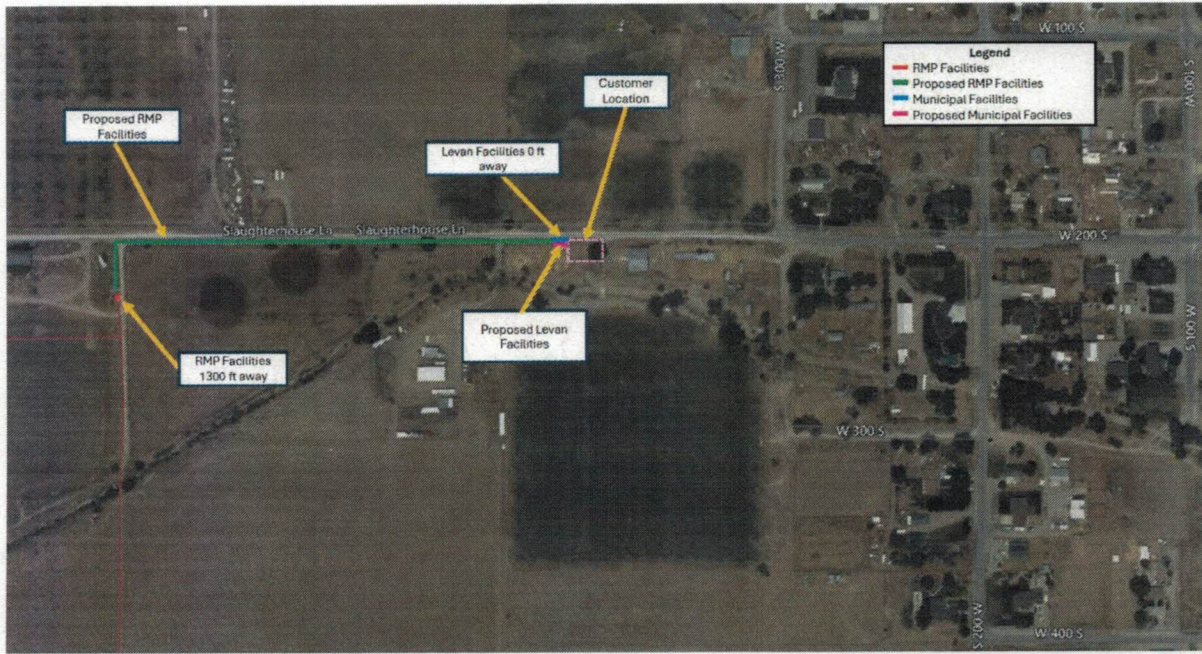 W 100 S
S 100 W
S 300 W
Legend
RMP Facilities
Proposed RMP Facilities
Municipal Facilities
Proposed Municipal Facilities
Customer
Location
Proposed RMP
Facilities
Levan Facilities 0 ft
away
Slaughterhouse Ln
Slaughterhouse Ln
W 200 S
Proposed Levan
Facilities
RMP Facilities
1300 ft away
S 100 W
W 300 S
S 200 W
W 400 S